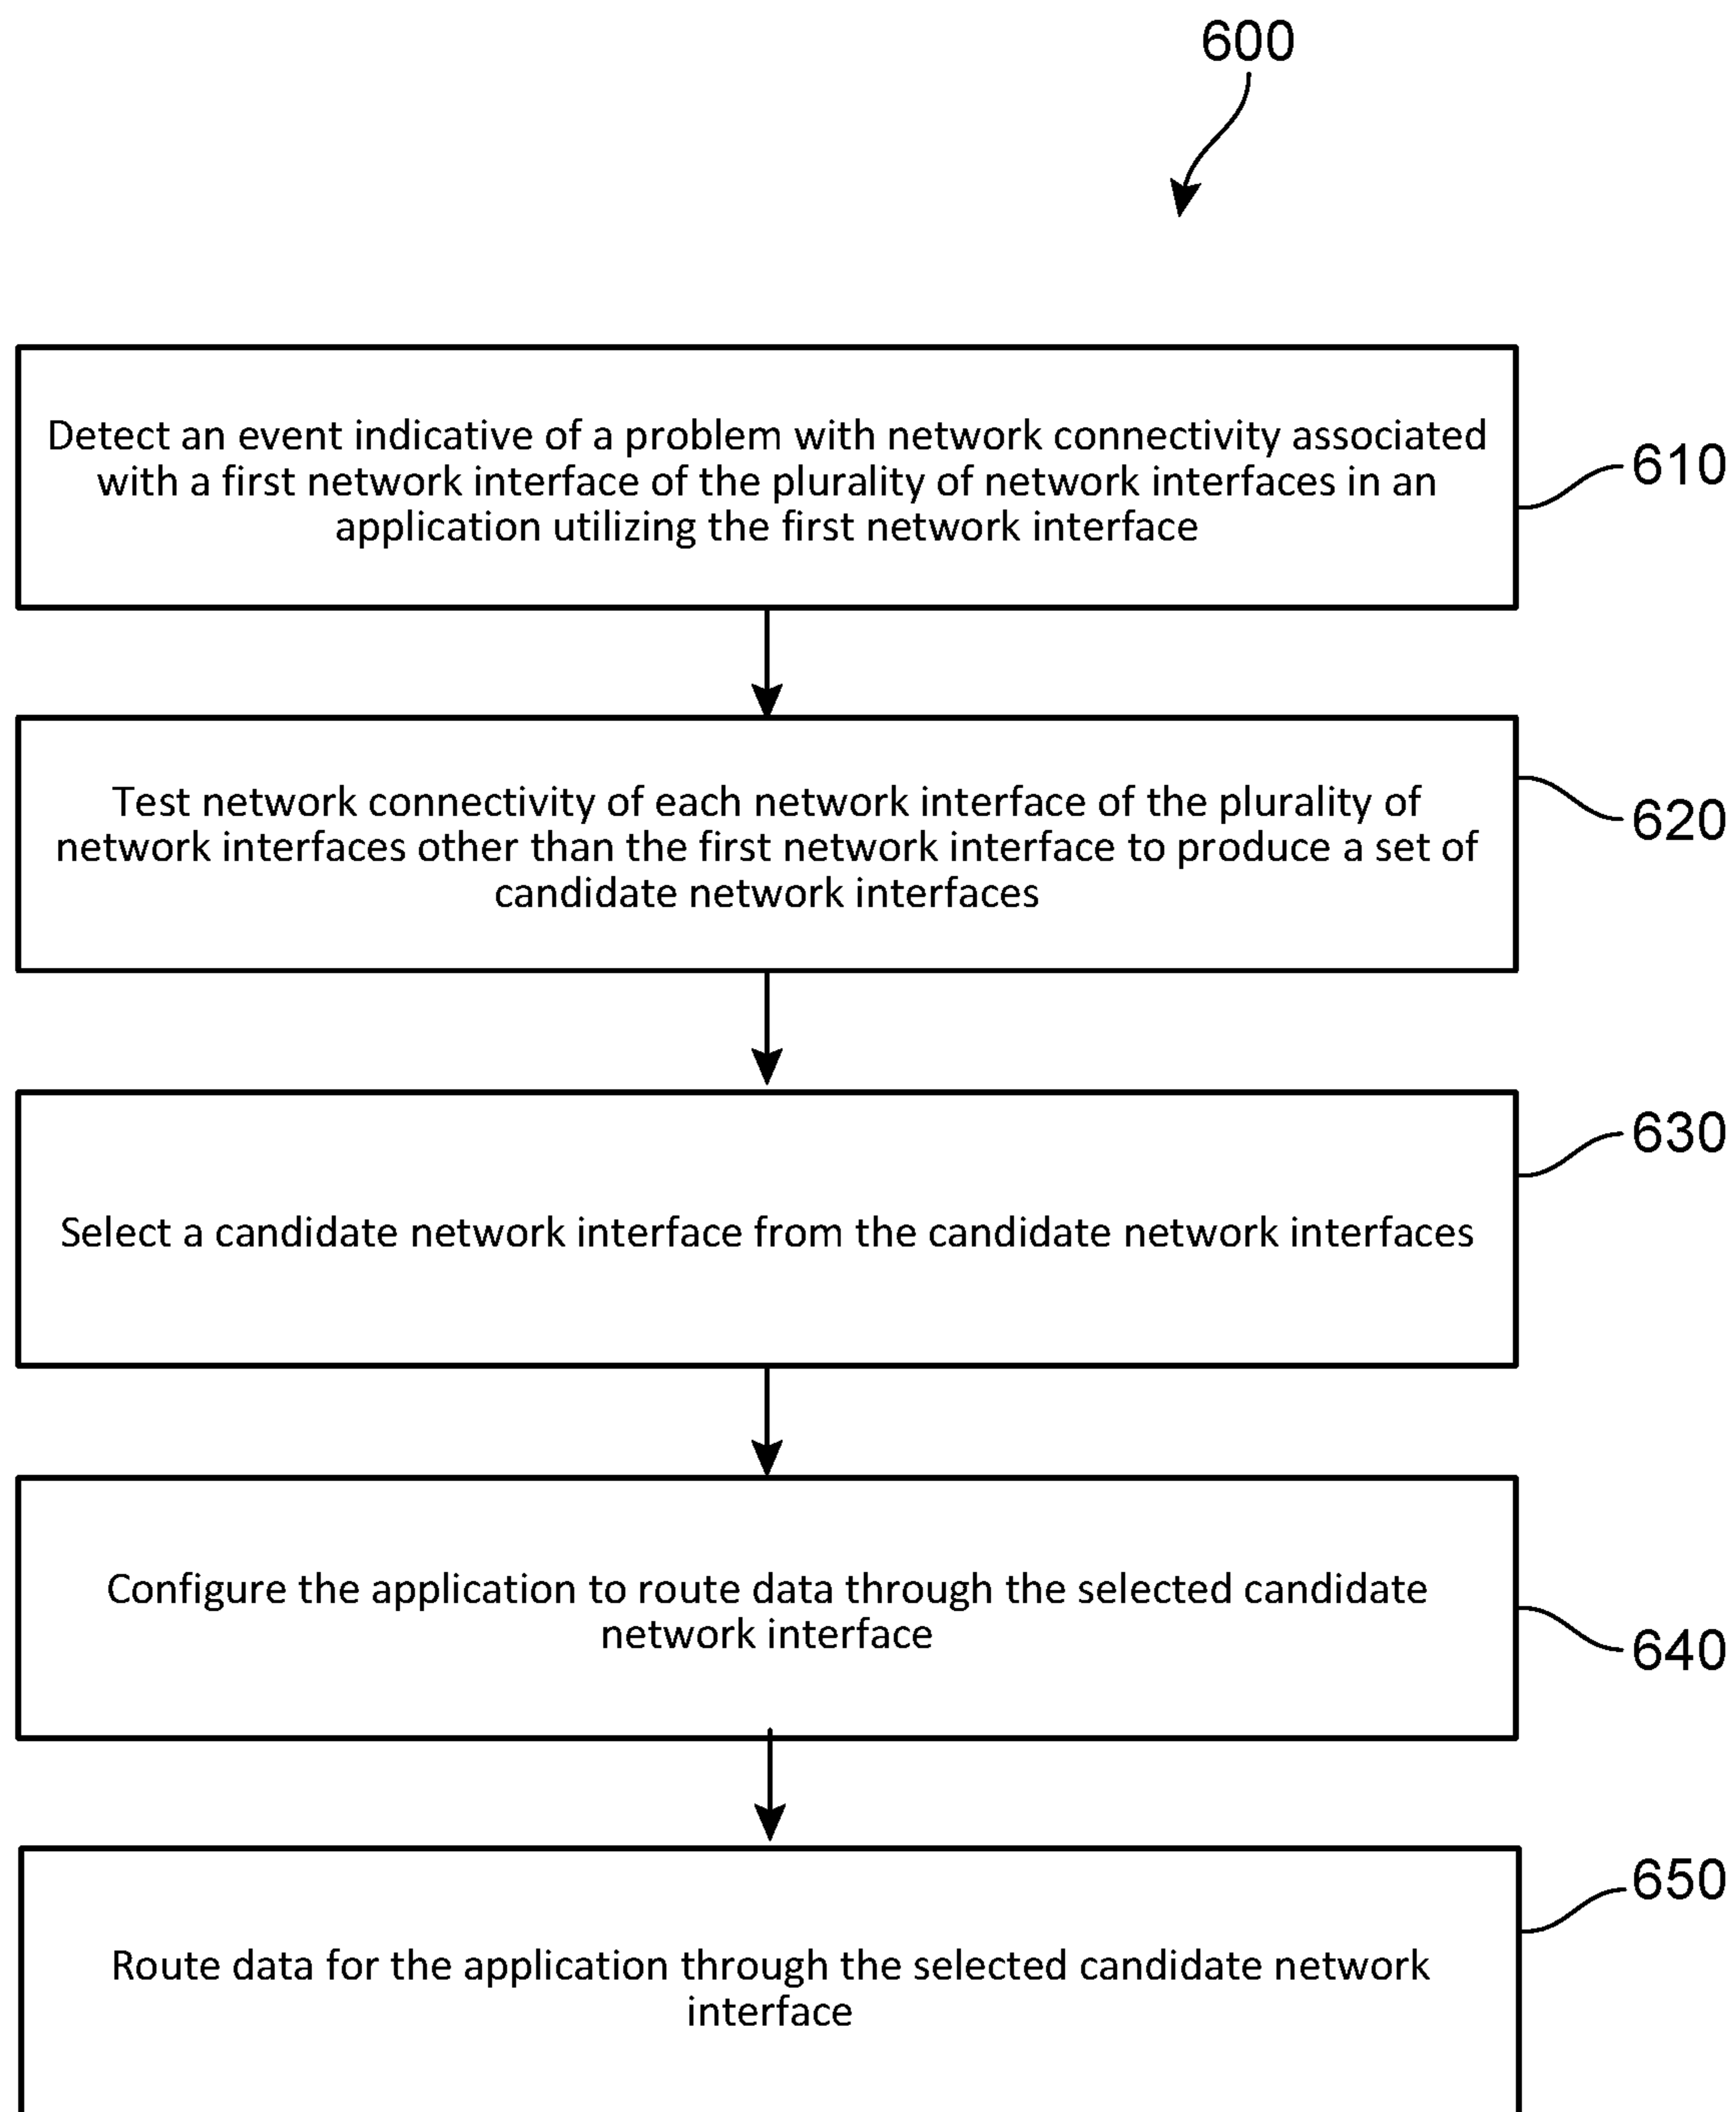 600
Detect an event indicative of a problem with network connectivity associated
with a first network interface of the plurality of network interfaces in an
application utilizing the first network interface
610
Test network connectivity of each network interface of the plurality of
network interfaces other than the first network interface to produce a set of
candidate network interfaces
620
Select a candidate network interface from the candidate network interfaces
630
Configure the application to route data through the selected candidate
network interface
640
Route data for the application through the selected candidate network
interface
650